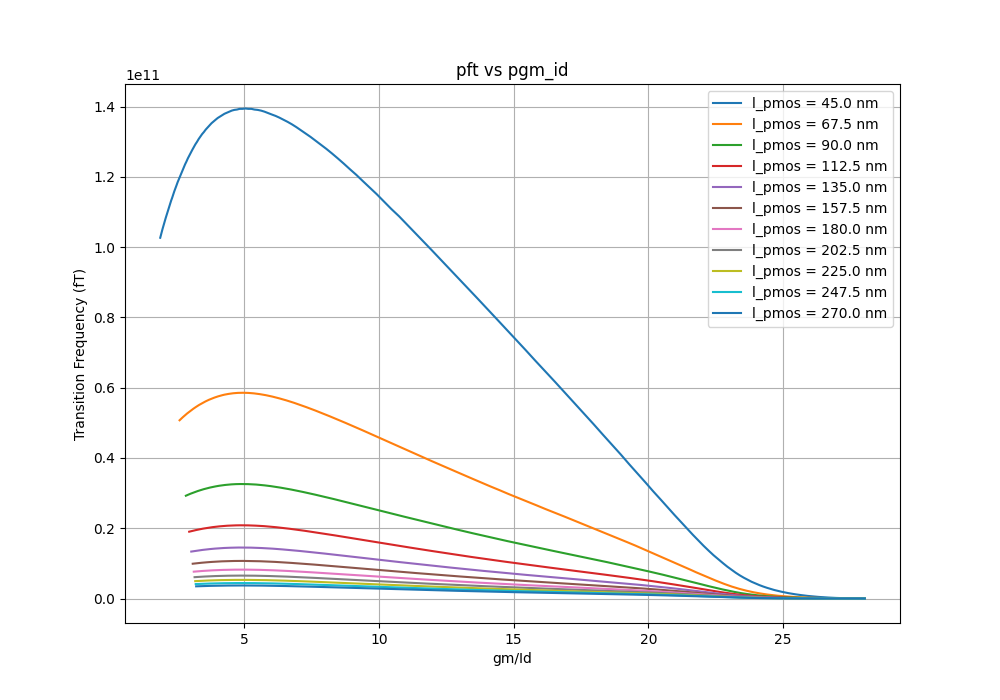 pft vs pgm_id
1e11
1.4
1.2
1.0
0.8
0.6
0.4
0.2
0.0
Transition Frequency (fT)
5
10
15
20
25
gm/Id
l_pmos = 45.0 nm
l_pmos = 67.5 nm
l_pmos = 90.0 nm
l_pmos = 112.5 nm
l_pmos = 135.0 nm
l_pmos = 157.5 nm
l_pmos = 180.0 nm
l_pmos = 202.5 nm
l_pmos = 225.0 nm
l_pmos = 247.5 nm
l_pmos = 270.0 nm